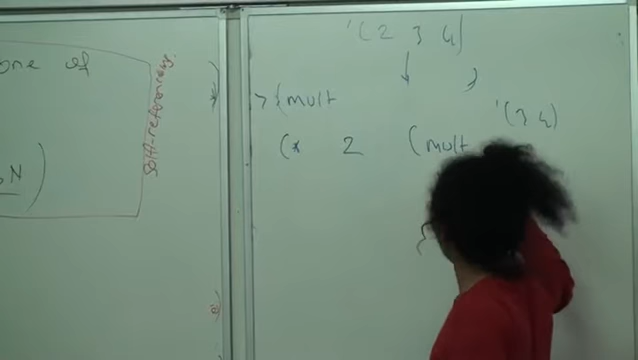 one of
self-referencing.
N
'(2 3 4)
>(mult
'(3 4)
(* 2 (mult